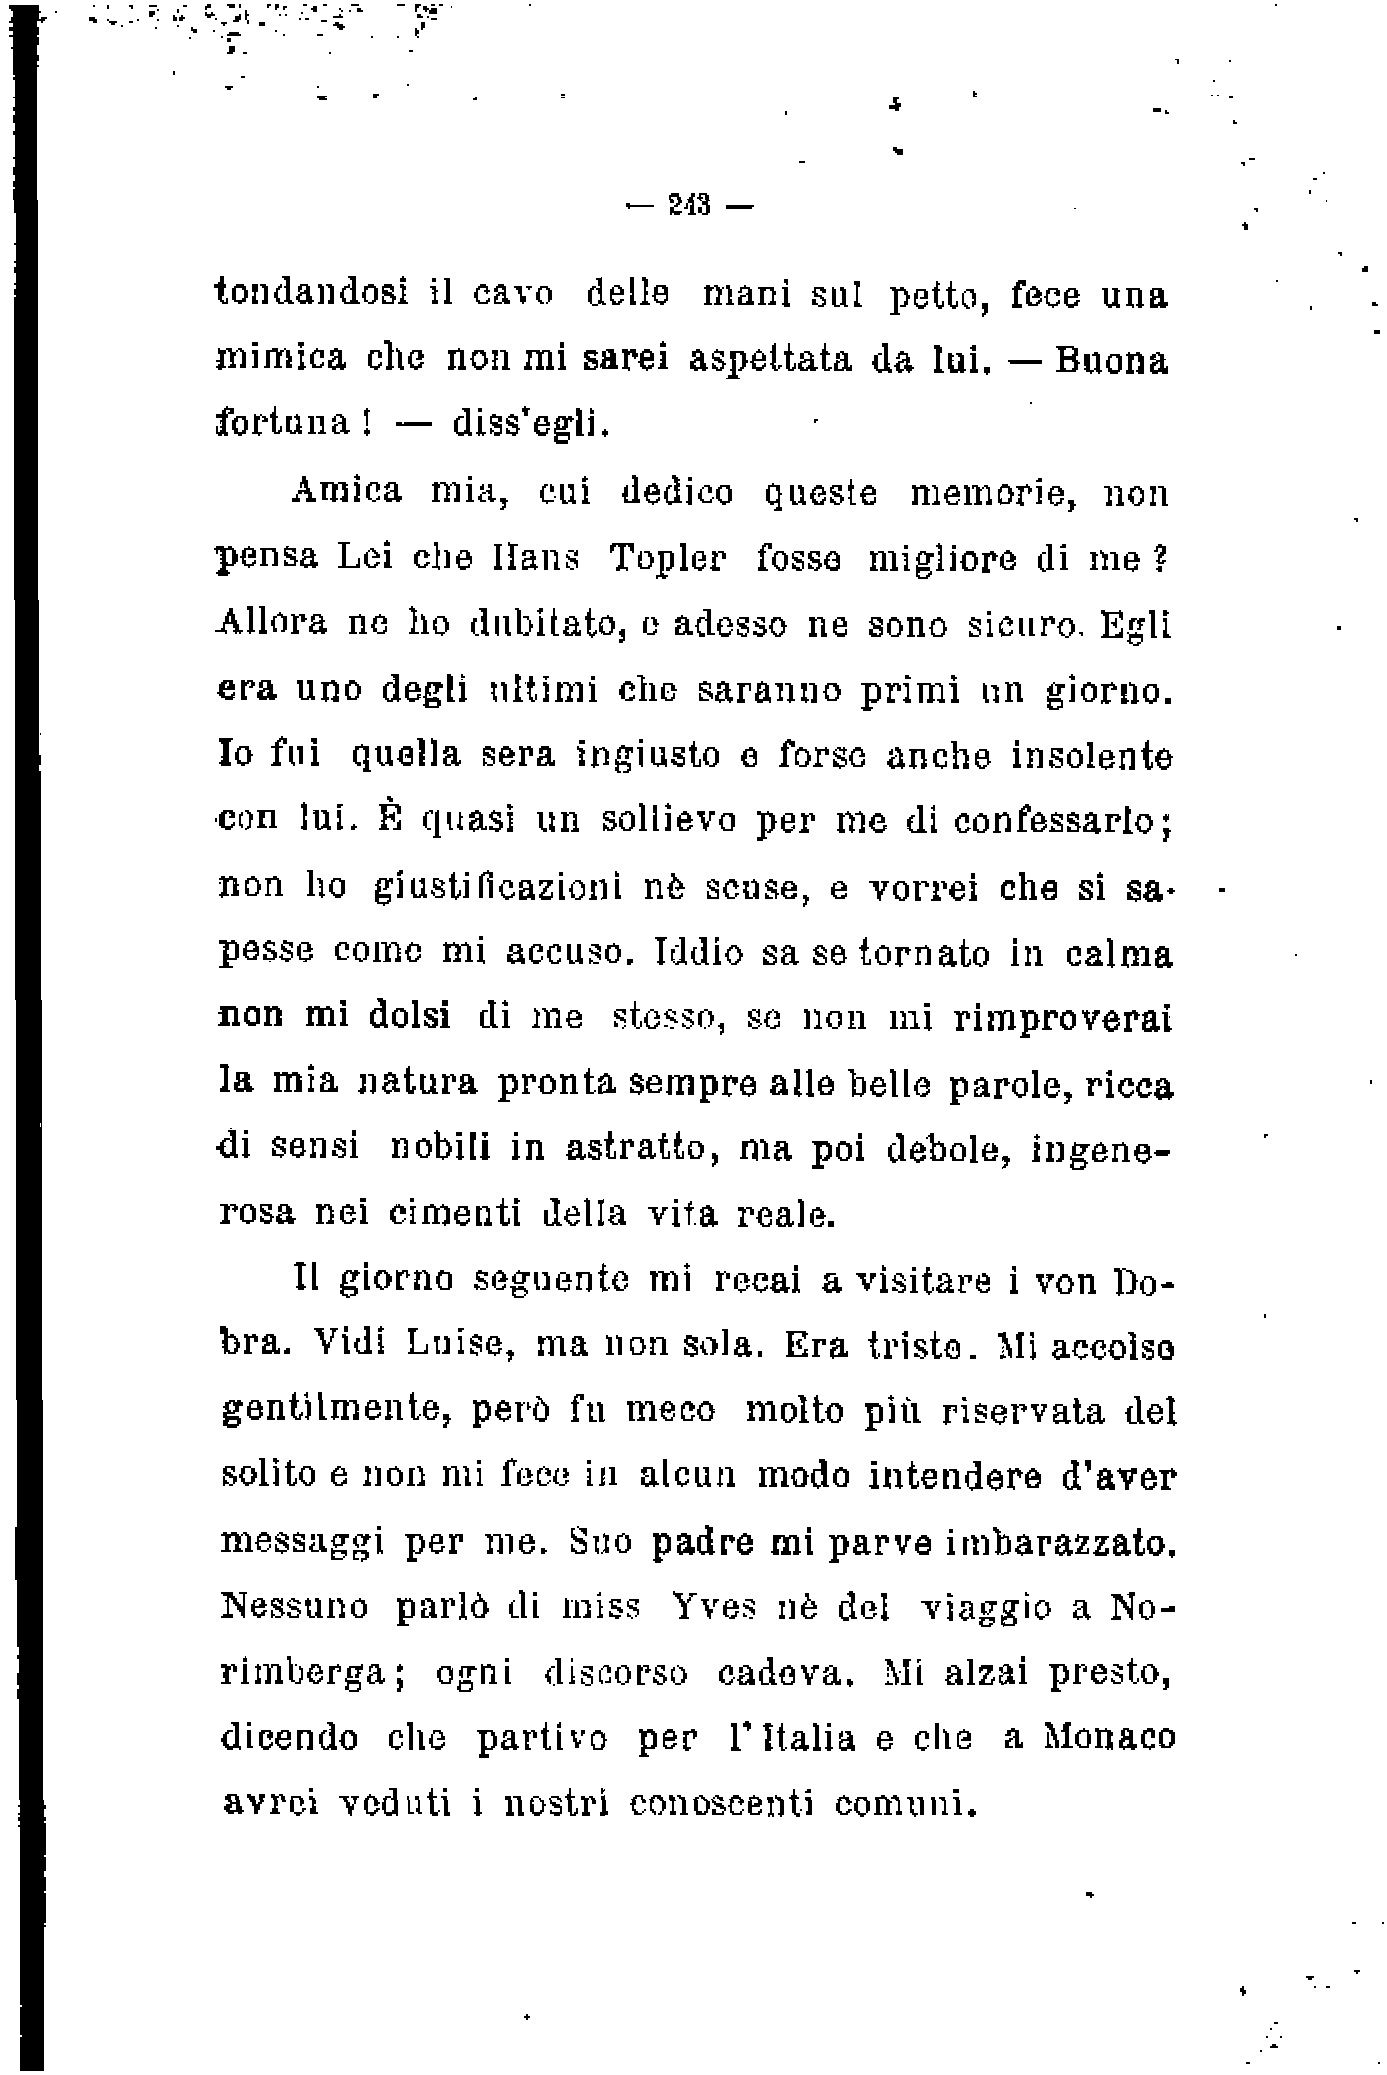 — 243 —
tondandosi il cavo delle mani sul petto, fece una
mimica che non mi sarei aspettata da lui. — Buona
fortuna! — diss'egli.
Amica mia, cui dedico queste memorie, non
pensa Lei che Hans Topler fosse migliore di me?
Allora ne ho dubitato, e adesso ne sono sicuro. Egli
era uno degli ultimi che saranno primi un giorno.
Io fui quella sera ingiusto e forse anche insolente
con lui. È quasi un sollievo per me di confessarlo;
non ho giustificazioni nè scuse, e vorrei che si sa-
pesse come mi accuso. Iddio sa se tornato in calma
non mi dolsi di me stesso, se non mi rimproverai
la mia natura pronta sempre alle belle parole, ricca
di sensi nobili in astratto, ma poi debole, ingene-
rosa nei cimenti della vita reale.
Il giorno seguente mi recai a visitare i von Do-
bra. Vidi Luise, ma non sola. Era triste. Mi accolse
gentilmente, però fu meco molto più riservata del
solito e non mi fece in alcun modo intendere d'aver
messaggi per me. Suo padre mi parve imbarazzato.
Nessuno parlò di miss Yves nè del viaggio a No-
rimberga; ogni discorso cadeva. Mi alzai presto,
dicendo che partivo per l'Italia e che a Monaco
avrei veduti i nostri conoscenti comuni.